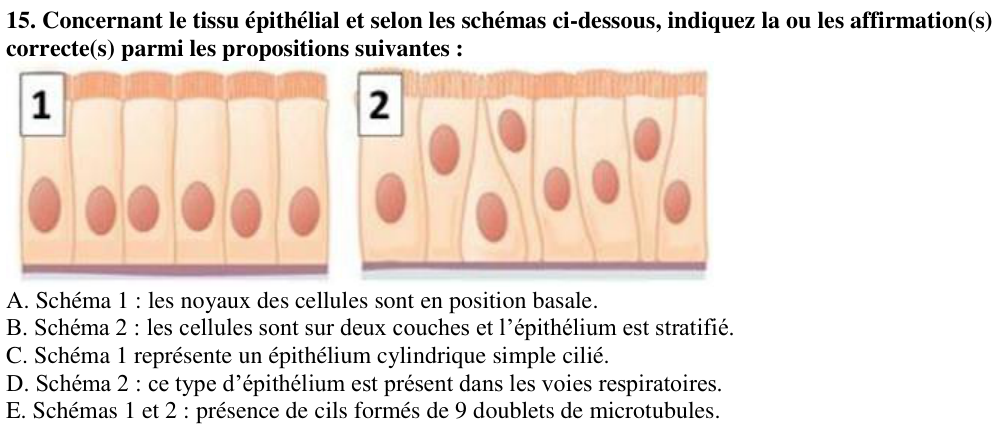 15. Concernant le tissu épithélial et selon les schémas ci-dessous, indiquez la ou les affirmation(s)
correcte(s) parmi les propositions suivantes :
1
2
A. Schéma 1 : les noyaux des cellules sont en position basale.
B. Schéma 2 : les cellules sont sur deux couches et l’épithélium est stratifié.
C. Schéma 1 représente un épithélium cylindrique simple cilié.
D. Schéma 2 : ce type d’épithélium est présent dans les voies respiratoires.
E. Schémas 1 et 2 : présence de cils formés de 9 doublets de microtubules.